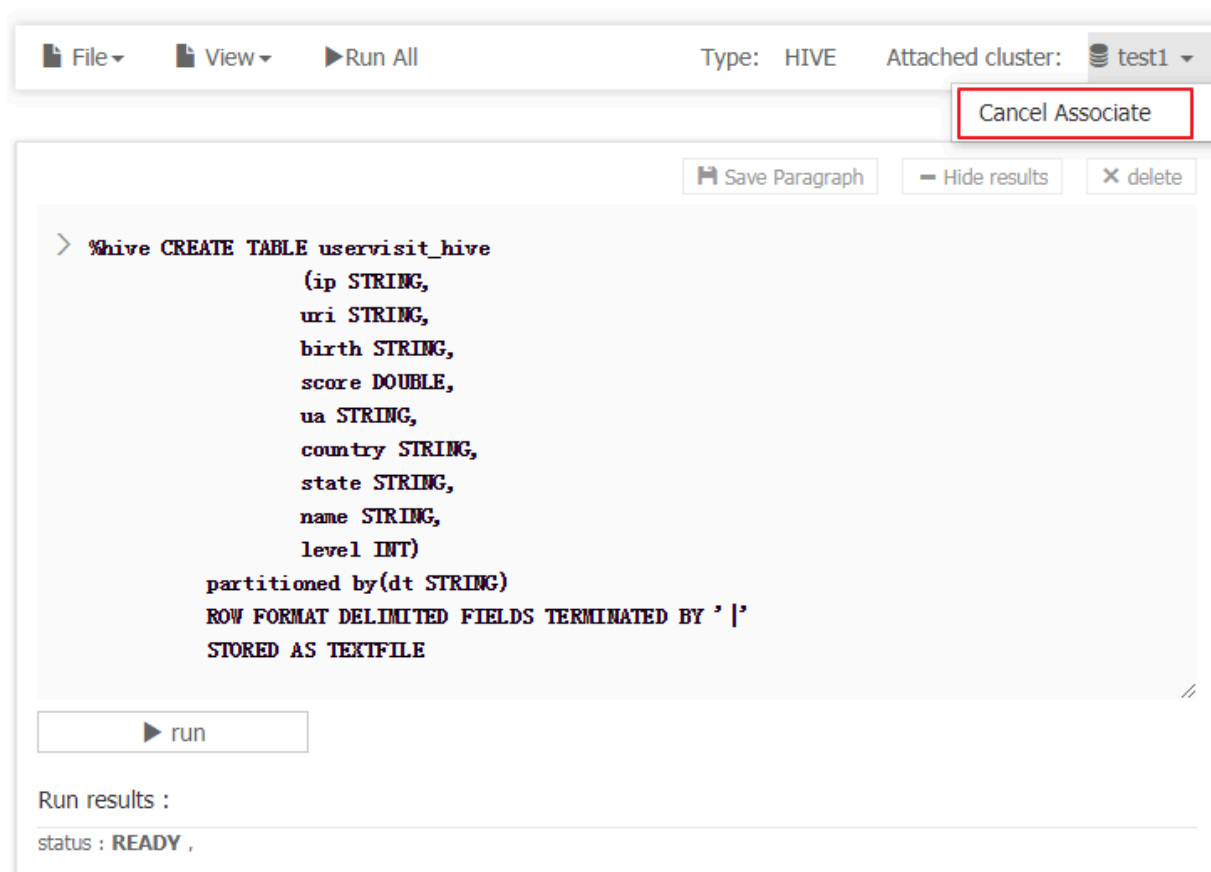 File View Run All Type: HIVE Attached cluster: test1
Cancel Associate
Save Paragraph Hide results delete
%hive CREATE TABLE uservisit_hive
(ip STRING,
uri STRING,
birth STRING,
score DOUBLE,
ua STRING,
country STRING,
state STRING,
name STRING,
level INT)
partitioned by(dt STRING)
ROW FORMAT DELIMITED FIELDS TERMINATED BY '|'
STORED AS TEXTFILE
run
Run results :
status : READY ,